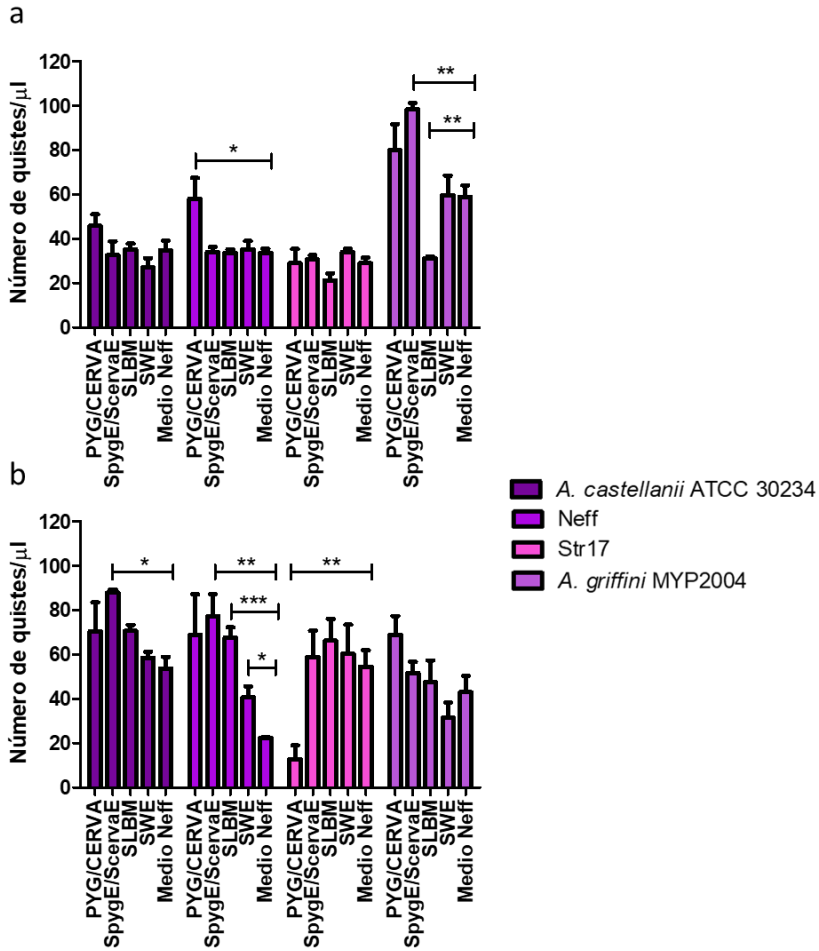 a
Número de quistes/µl
120
100
80
60
40
20
0
*
**
**
PYG/CERVA
SpygE/ScervaE
SLBM
SWE
Medio Neff
PYG/CERVA
SpygE/ScervaE
SLBM
SWE
Medio Neff
PYG/CERVA
SpygE/ScervaE
SLBM
SWE
Medio Neff
PYG/CERVA
SpygE/ScervaE
SLBM
SWE
Medio Neff
b
Número de quistes/µl
120
100
80
60
40
20
0
*
**
***
*
**
PYG/CERVA
SpygE/ScervaE
SLBM
SWE
Medio Neff
PYG/CERVA
SpygE/ScervaE
SLBM
SWE
Medio Neff
PYG/CERVA
SpygE/ScervaE
SLBM
SWE
Medio Neff
PYG/CERVA
SpygE/ScervaE
SLBM
SWE
Medio Neff
A. castellanii ATCC 30234
Neff
Str17
A. griffini MYP2004